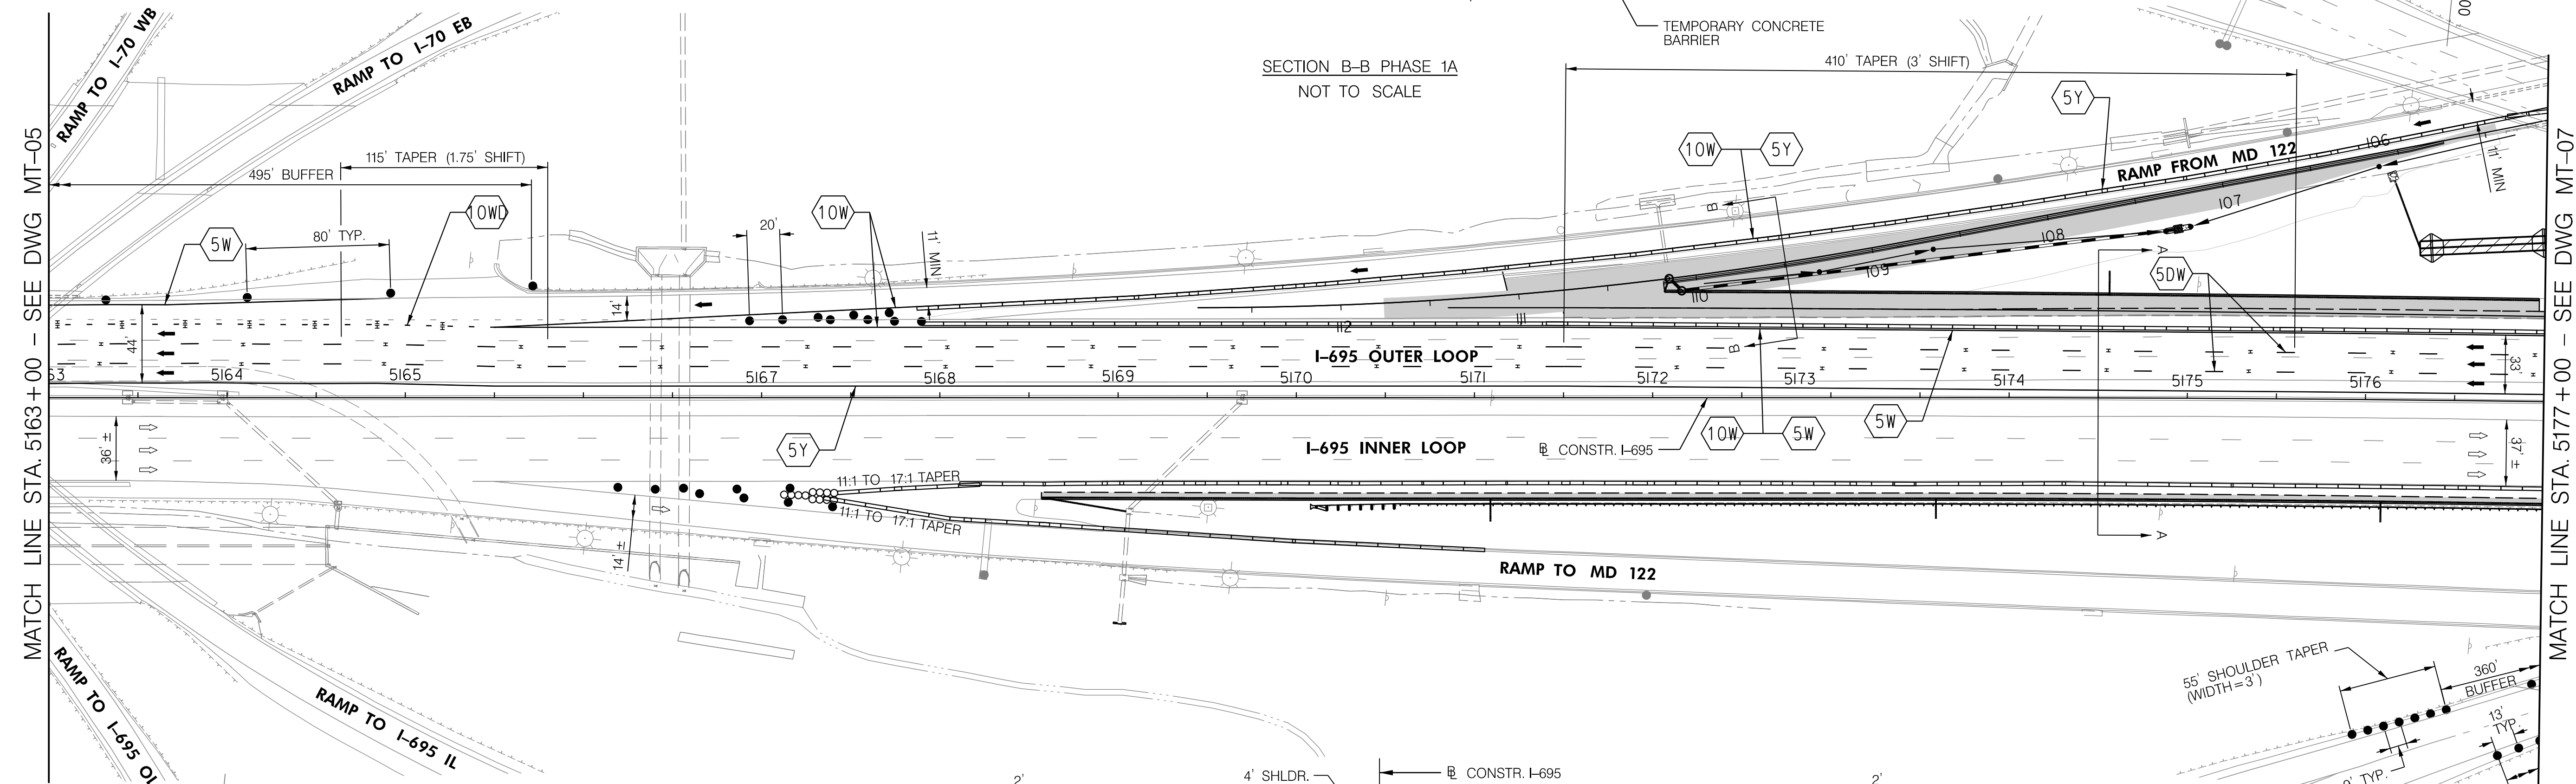 TEMPORARY CONCRETE
BARRIER
00
SECTION B–B PHASE 1A
NOT TO SCALE
410' TAPER (3' SHIFT)
RAMP TO I–70 WB
RAMP TO I–70 EB
MATCH LINE STA. 5163+00 – SEE DWG MT–05
MATCH LINE STA. 5177+00 – SEE DWG MT–07
115' TAPER (1.75' SHIFT)
495' BUFFER
5W
80' TYP.
10WD
20'
10W
11' MIN
14'
10W
5Y
5Y
RAMP FROM MD 122
106
11' MIN
107
108
109
110
111
112
B
B
A
5DW
44'
I–695 OUTER LOOP
33'
63
5164
5165
5167
5168
5169
5170
5171
5172
5173
5174
5175
5176
36' ±
5Y
I–695 INNER LOOP
℄ CONSTR. I–695
10W
5W
5W
37' ±
11:1 TO 17:1 TAPER
11:1 TO 17:1 TAPER
14' ±
A
RAMP TO MD 122
RAMP TO I–695 OL
RAMP TO I–695 IL
55' SHOULDER TAPER
(WIDTH=3')
360'
BUFFER
13'
TYP.
' TYP.
2'
4' SHLDR.
℄ CONSTR. I–695
2'